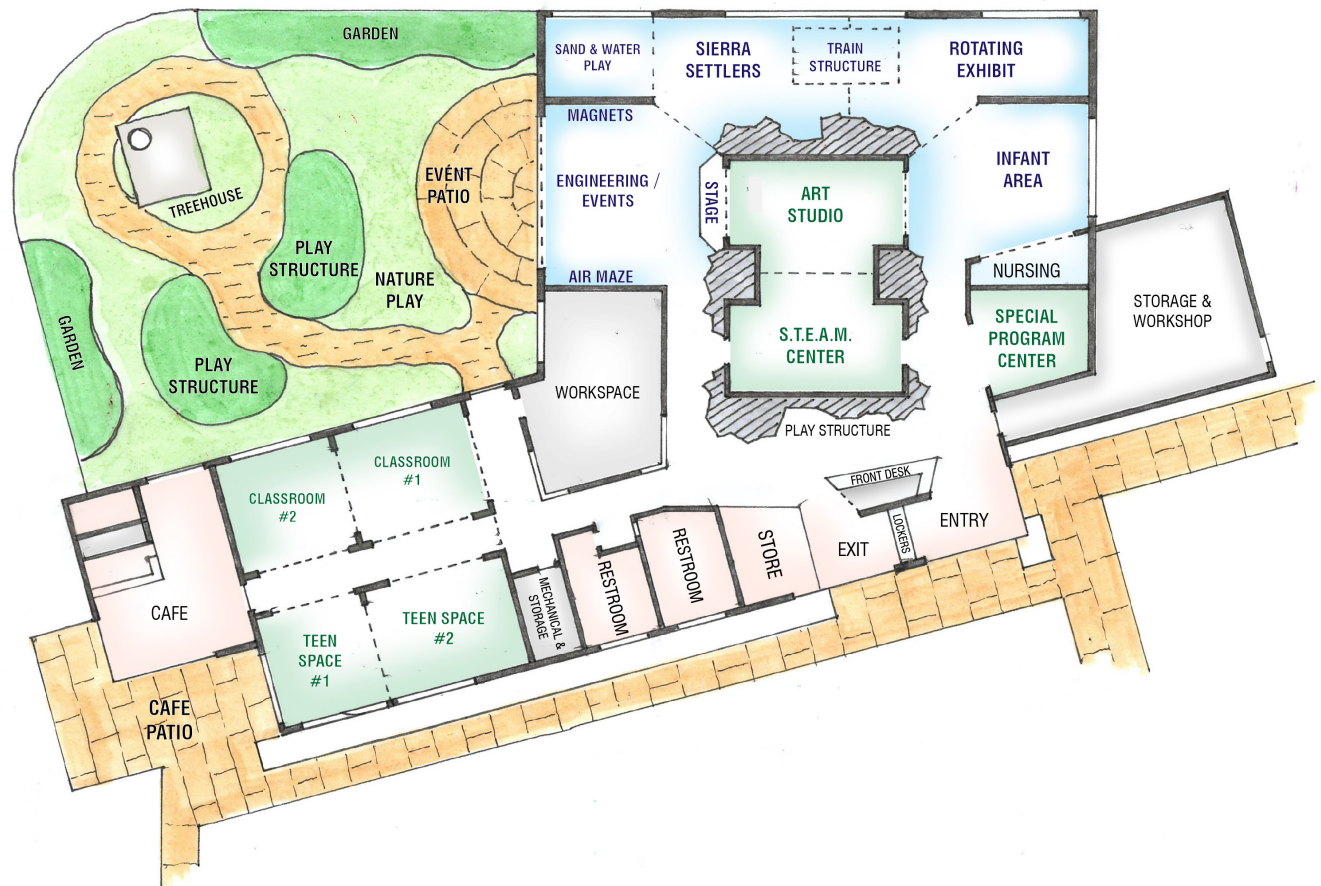 GARDEN
SAND & WATER
PLAY
SIERRA
SETTLERS
TRAIN
STRUCTURE
ROTATING
EXHIBIT
MAGNETS
ENGINEERING /
EVENTS
AIR MAZE
STAGE
ART
STUDIO
INFANT
AREA
TREEHOUSE
EVENT
PATIO
PLAY
STRUCTURE
NATURE
PLAY
GARDEN
PLAY
STRUCTURE
NURSING
SPECIAL
PROGRAM
CENTER
STORAGE &
WORKSHOP
S.T.E.A.M.
CENTER
WORKSPACE
PLAY STRUCTURE
CLASSROOM
#1
CLASSROOM
#2
FRONT DESK
LOCKERS
ENTRY
EXIT
STORE
RESTROOM
RESTROOM
MECHANICAL &
STORAGE
CAFE
TEEN SPACE
#2
TEEN
SPACE
#1
CAFE
PATIO